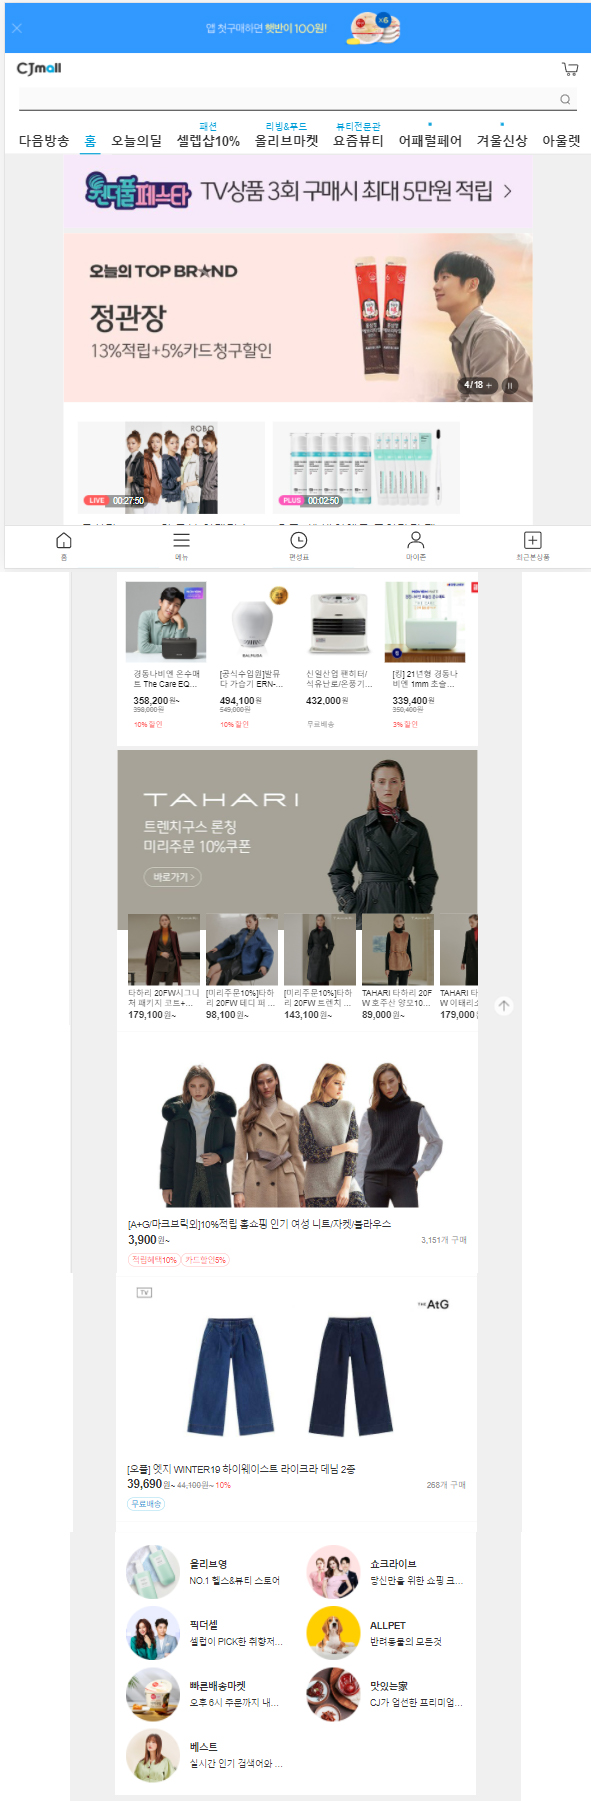 앱 첫구매하면 햇반이 100원!
x6
CJmall
패션
리빙&푸드
뷰티전문관
다음방송
홈
오늘의딜
셀렙샵10%
올리브마켓
요즘뷰티
어패럴페어
겨울신상
아울렛
원더풀페스타
TV상품 3회 구매시 최대 5만원 적립
오늘의 TOP BR★ND
정관장
13%적립+5%카드청구할인
4/18 +
ROBO
LIVE 00:27:50
PLUS 00:02:50
홈
메뉴
편성표
마이존
최근본상품
경동나비엔 온수매
트 The Care EQ...
358,200원~
398,000원
10% 할인
[공식수입원]발뮤
다 가습기 ERN-...
494,100원
549,000원
10% 할인
신일산업 팬히터/
석유난로/온풍기...
432,000원
무료배송
[킹] 21년형 경동나
비엔 1mm 초슬...
339,400원
350,400원
3% 할인
TAHARI
트렌치구스 론칭
미리주문 10%쿠폰
바로가기
타하리 20FW시그니
처 패키지 코트+...
179,100원~
[미리주문10%]타하
리 20FW 테디 퍼 ...
98,100원~
[미리주문10%]타하
리 20FW 트렌치 ...
143,100원~
TAHARI 타하리 20F
W 호주산 양모10...
89,000원~
TAHARI 타
W 이태리소
179,000
[A+G/마크브릭외]10%적립 홈쇼핑 인기 여성 니트/자켓/블라우스
3,900원~
3,151개 구매
적립혜택10%
카드할인5%
TV
THE AtG
[오플] 엣지 WINTER19 하이웨이스트 라이크라 데님 2종
39,690원~ 44,100원~ 10%
268개 구매
무료배송
올리브영
NO.1 헬스&뷰티 스토어
쇼크라이브
당신만을 위한 쇼핑 크...
픽더셀
셀럽이 PICK한 취향저...
ALLPET
반려동물의 모든것
빠른배송마켓
오후 6시 주문까지 내...
맛있는家
CJ가 엄선한 프리미엄...
베스트
실시간 인기 검색어와 ...